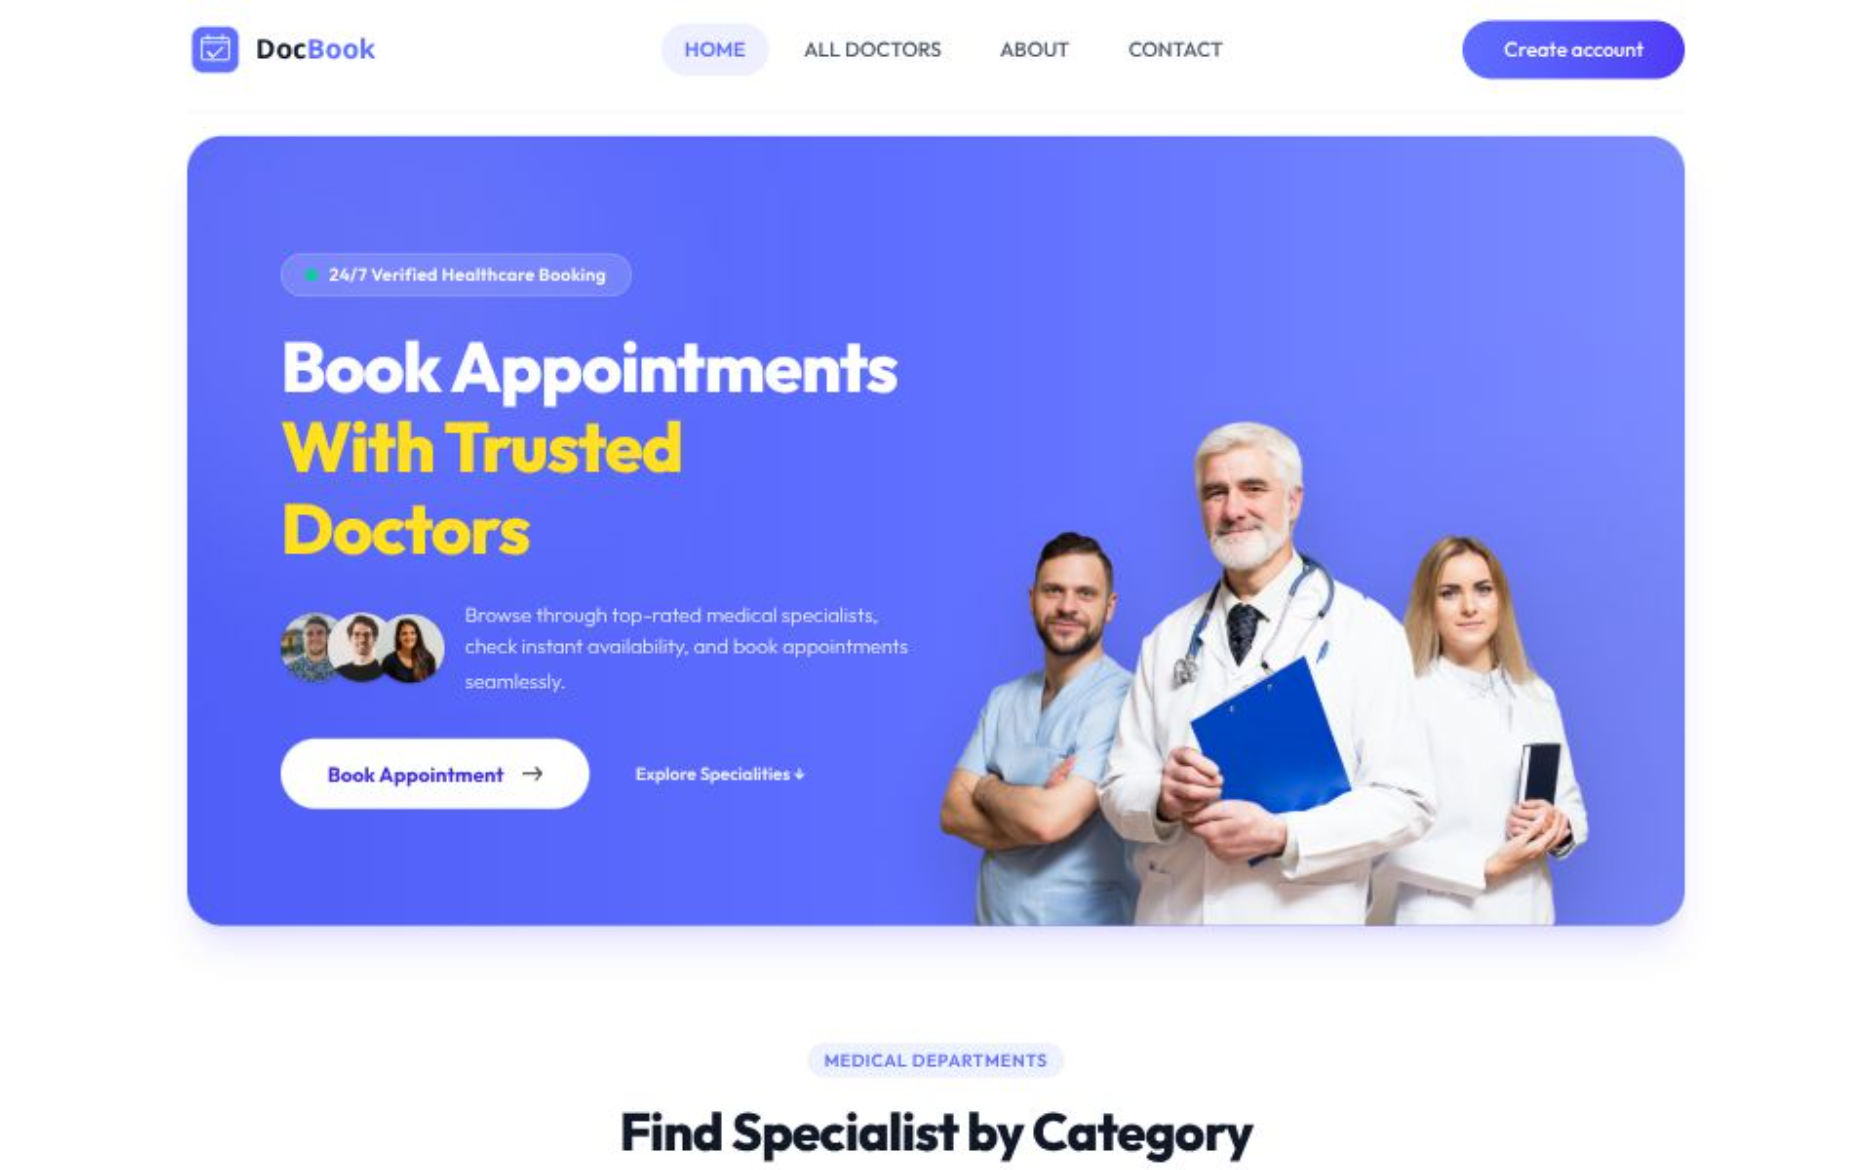 DocBook
HOME
ALL DOCTORS
ABOUT
CONTACT
Create account
24/7 Verified Healthcare Booking
Book Appointments
With Trusted
Doctors
Browse through top-rated medical specialists,
check instant availability, and book appointments
seamlessly.
Book Appointment →
Explore Specialities ↓
MEDICAL DEPARTMENTS
Find Specialist by Category